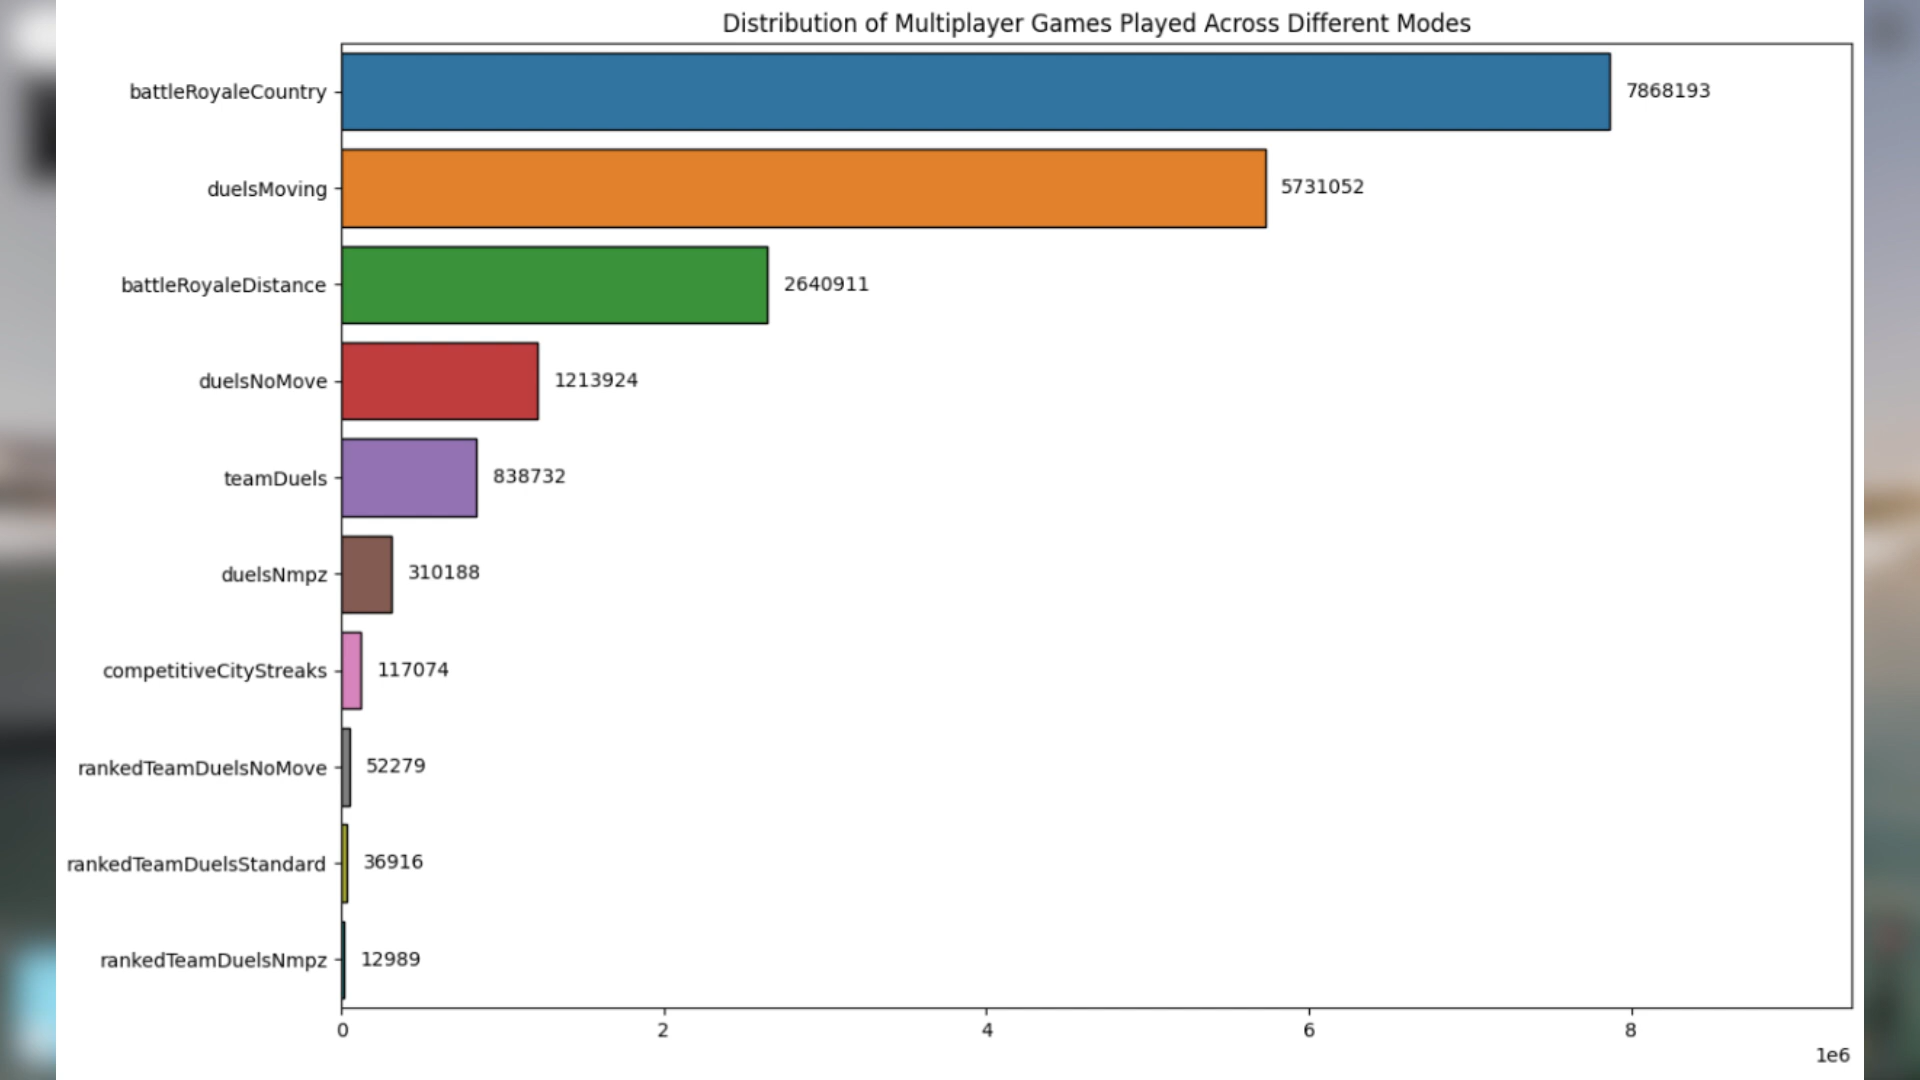 Distribution of Multiplayer Games Played Across Different Modes
battleRoyaleCountry 7868193
duelsMoving 5731052
battleRoyaleDistance 2640911
duelsNoMove 1213924
teamDuels 838732
duelsNmpz 310188
competitiveCityStreaks 117074
rankedTeamDuelsNoMove 52279
rankedTeamDuelsStandard 36916
rankedTeamDuelsNmpz 12989
0 2 4 6 8
1e6